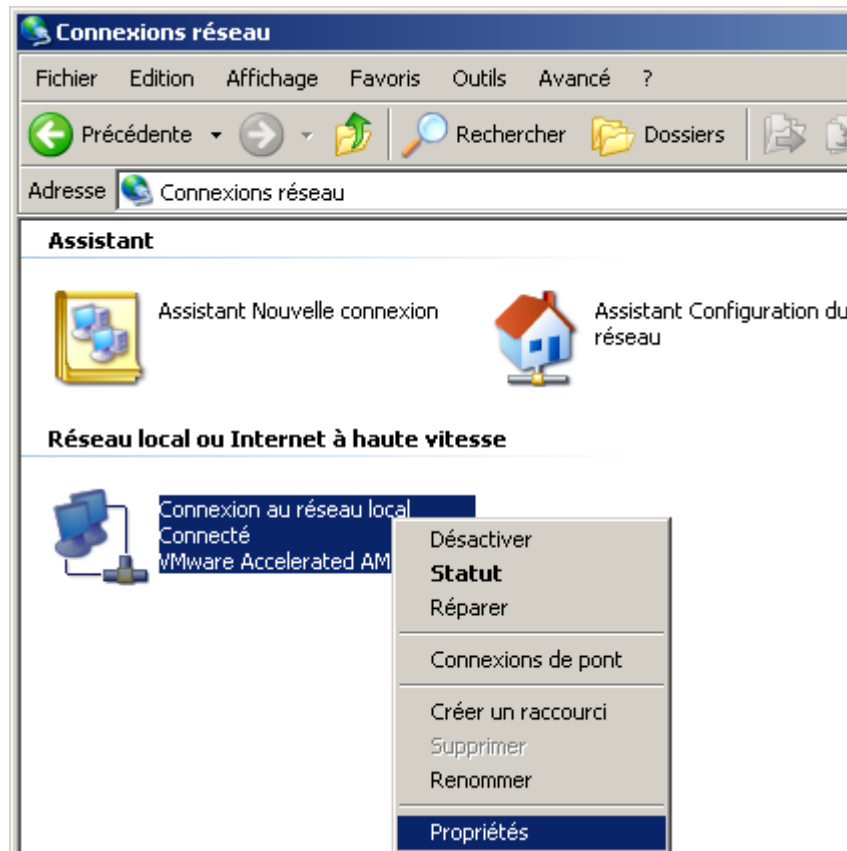 Connexions réseau
Fichier Edition Affichage Favoris Outils Avancé ?
Précédente Rechercher Dossiers
Adresse Connexions réseau
Assistant
Assistant Nouvelle connexion
Assistant Configuration du
réseau
Réseau local ou Internet à haute vitesse
Connexion au réseau local
Connecté
VMware Accelerated AM
Désactiver
Statut
Réparer
Connexions de pont
Créer un raccourci
Supprimer
Renommer
Propriétés